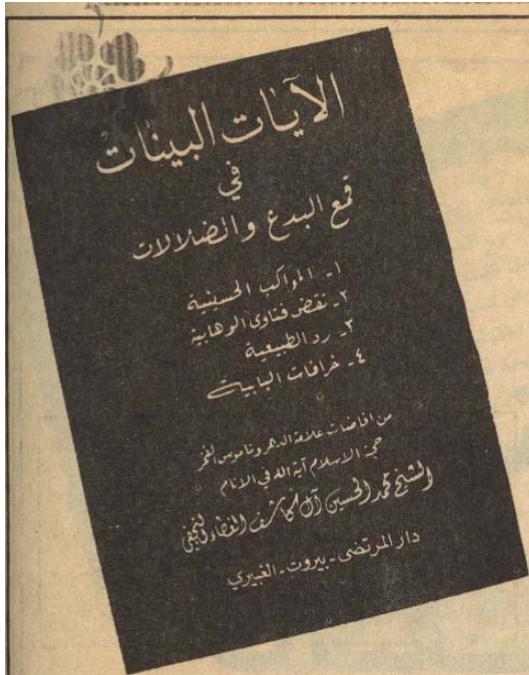 الآيات البينات
في
قمع البدع والضلالات
١- المواكب الحسينية
٢- نقض فتاوى الوهابية
٣- رد الطبيعية
٤- خرافات البابية
من افاضات علامة الدهر وناموس الفخر
حجة الاسلام آية الله في الانام
الشيخ محمد الحسين آل كاشف الغطاء النجفي
دار المرتضى - بيروت - الغبيري